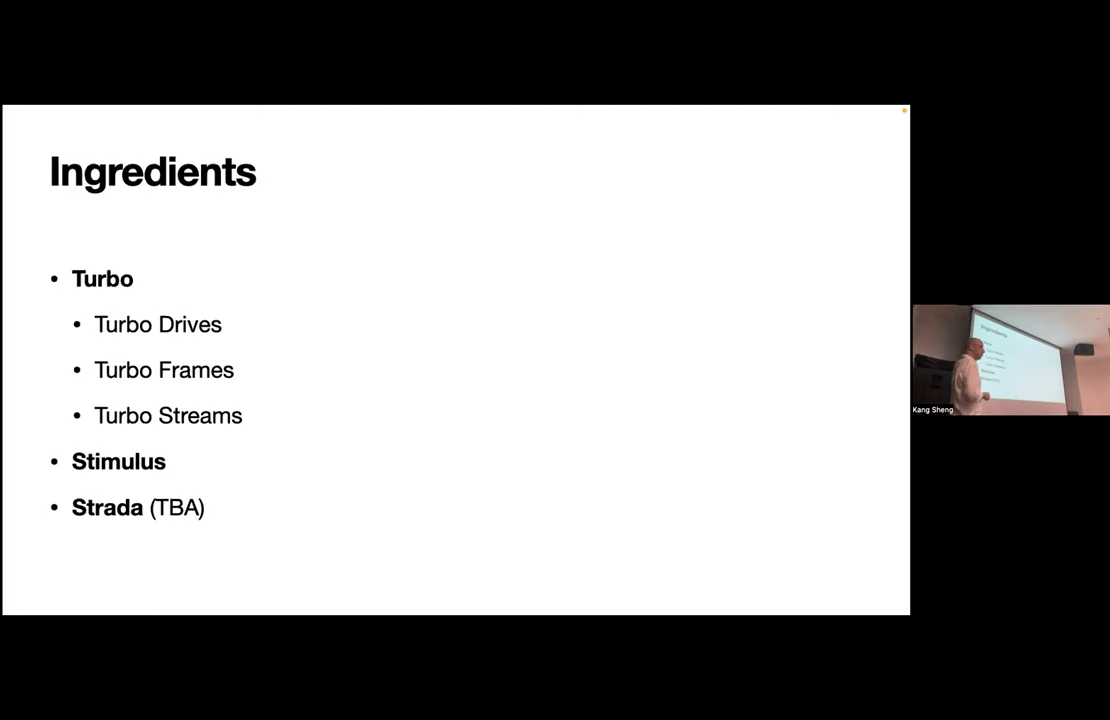 Ingredients
• Turbo
• Turbo Drives
• Turbo Frames
• Turbo Streams
• Stimulus
• Strada (TBA)
Kang Sheng